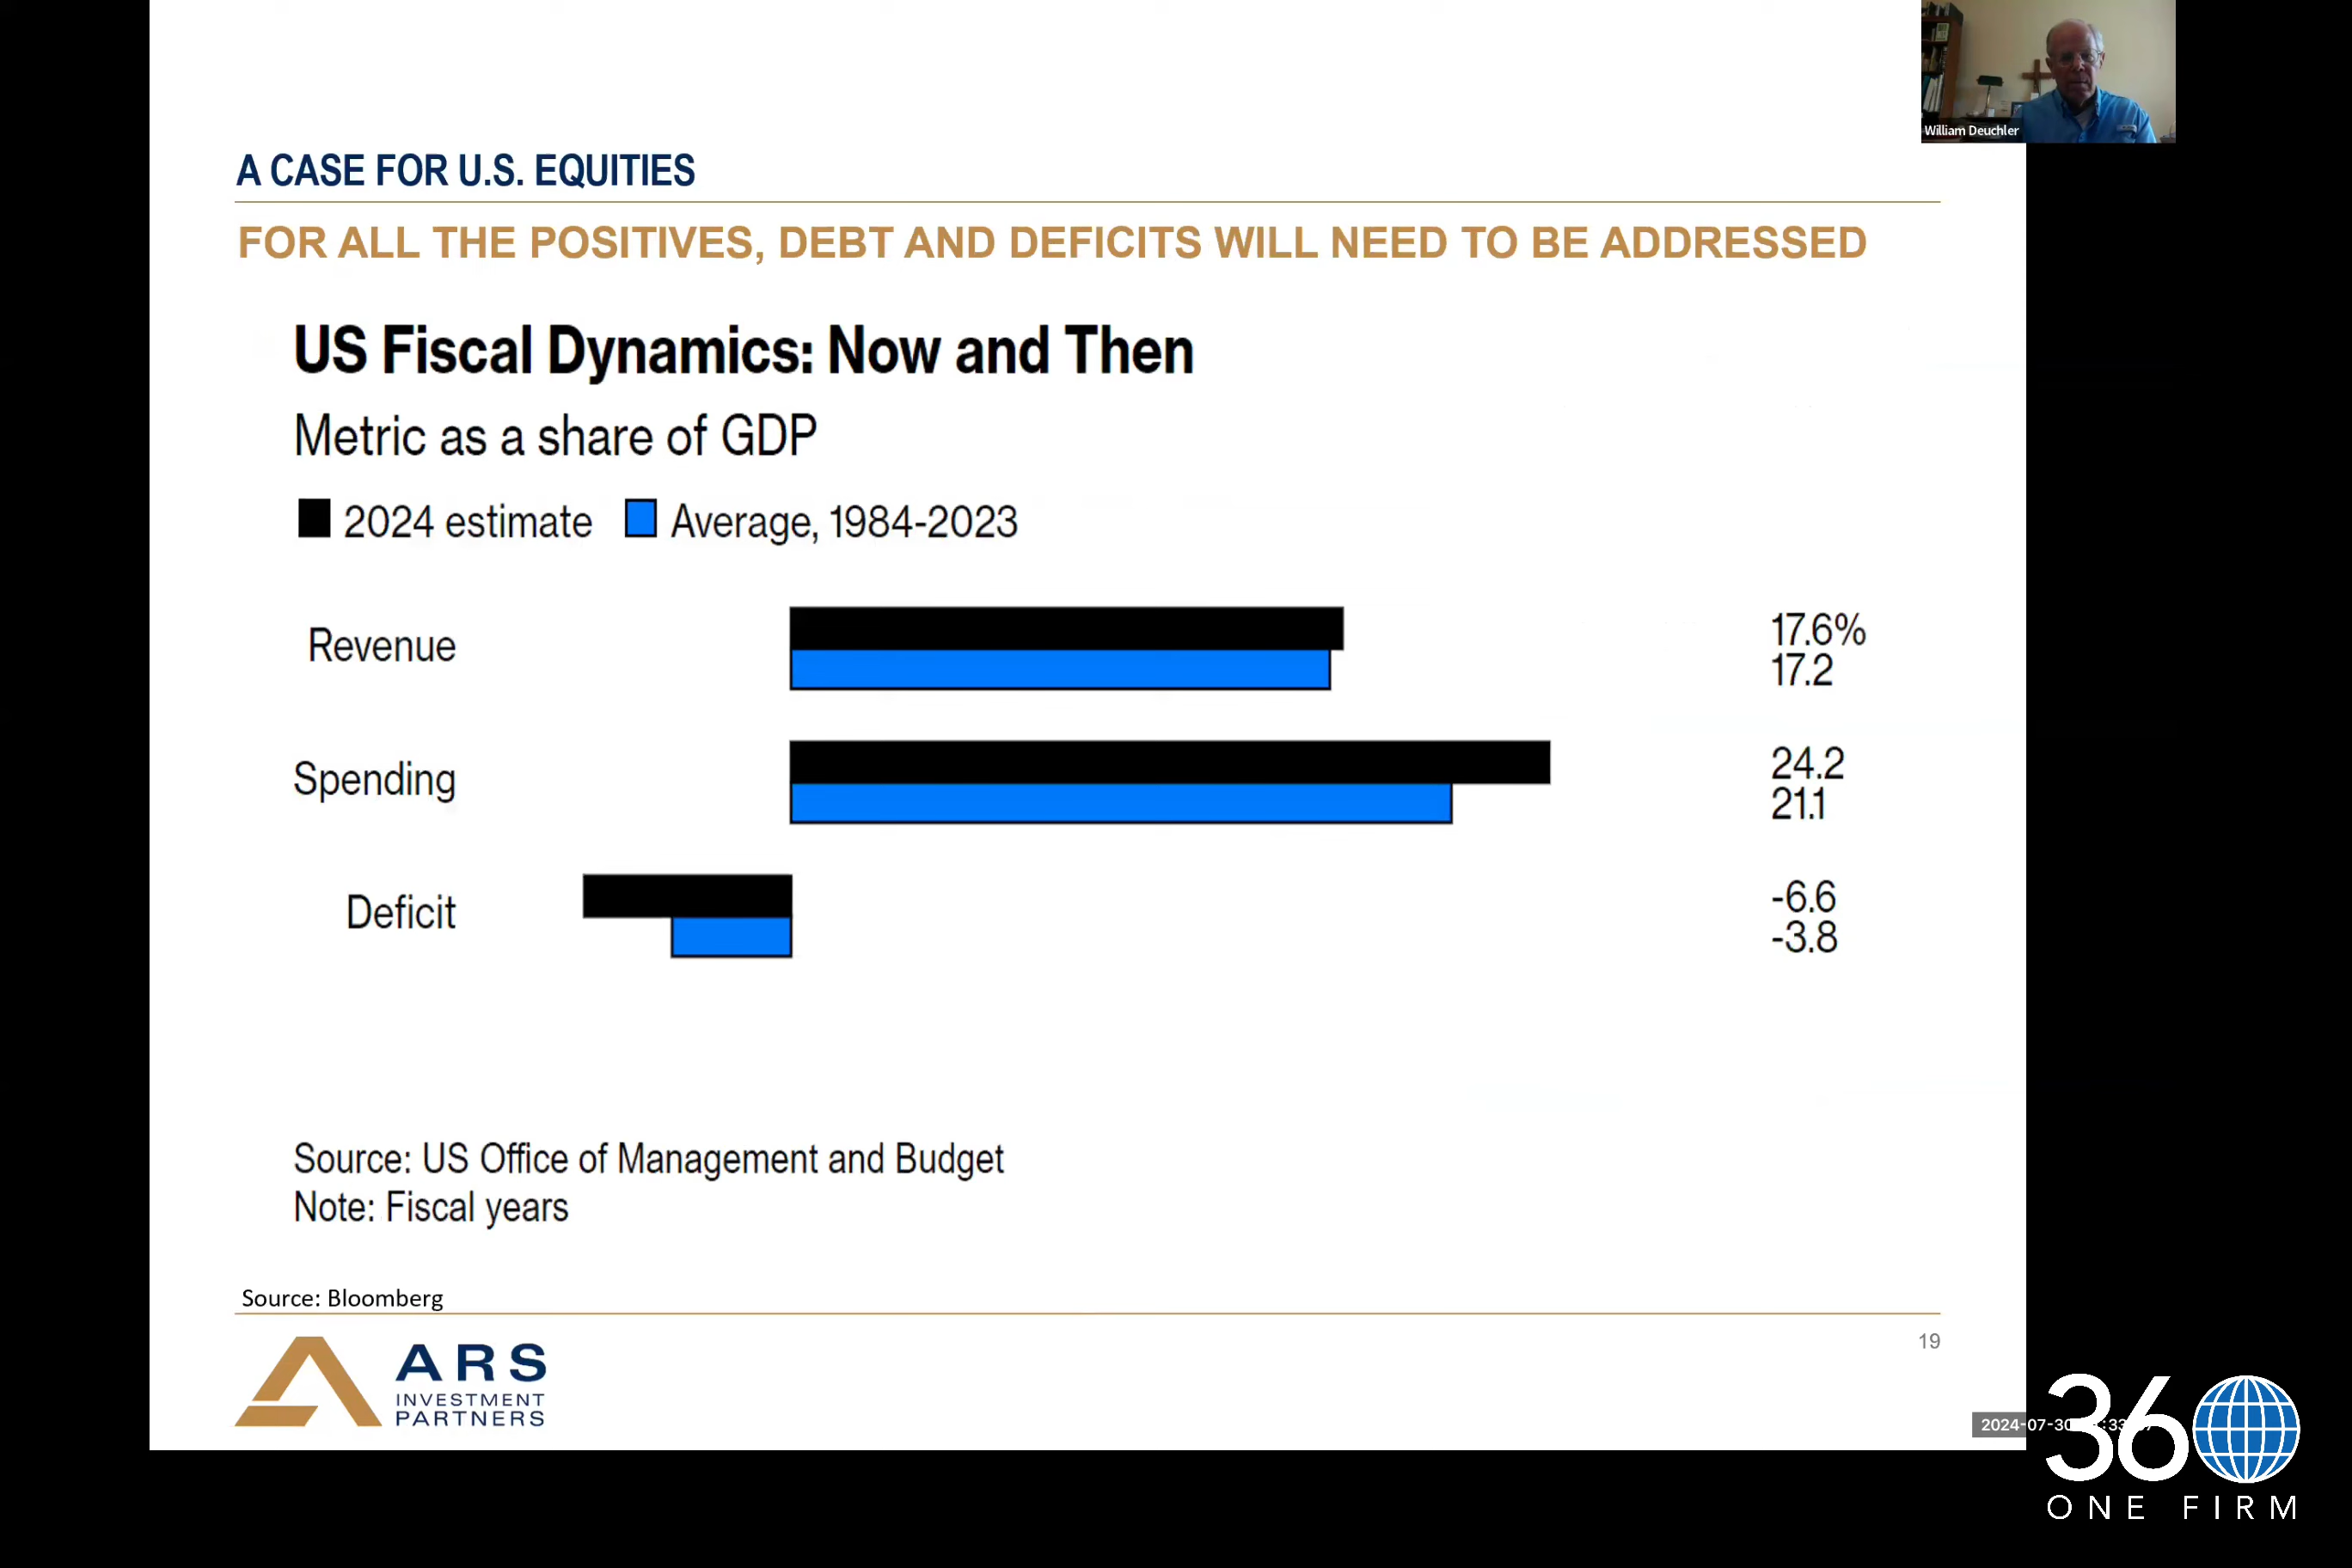 William Deuchler
A CASE FOR U.S. EQUITIES
FOR ALL THE POSITIVES, DEBT AND DEFICITS WILL NEED TO BE ADDRESSED
US Fiscal Dynamics: Now and Then
Metric as a share of GDP
2024 estimate Average, 1984-2023
Revenue 17.6%
17.2
Spending 24.2
21.1
Deficit -6.6
-3.8
Source: US Office of Management and Budget
Note: Fiscal years
Source: Bloomberg
19
ARS
INVESTMENT
PARTNERS
2024-07-30
360
ONE FIRM